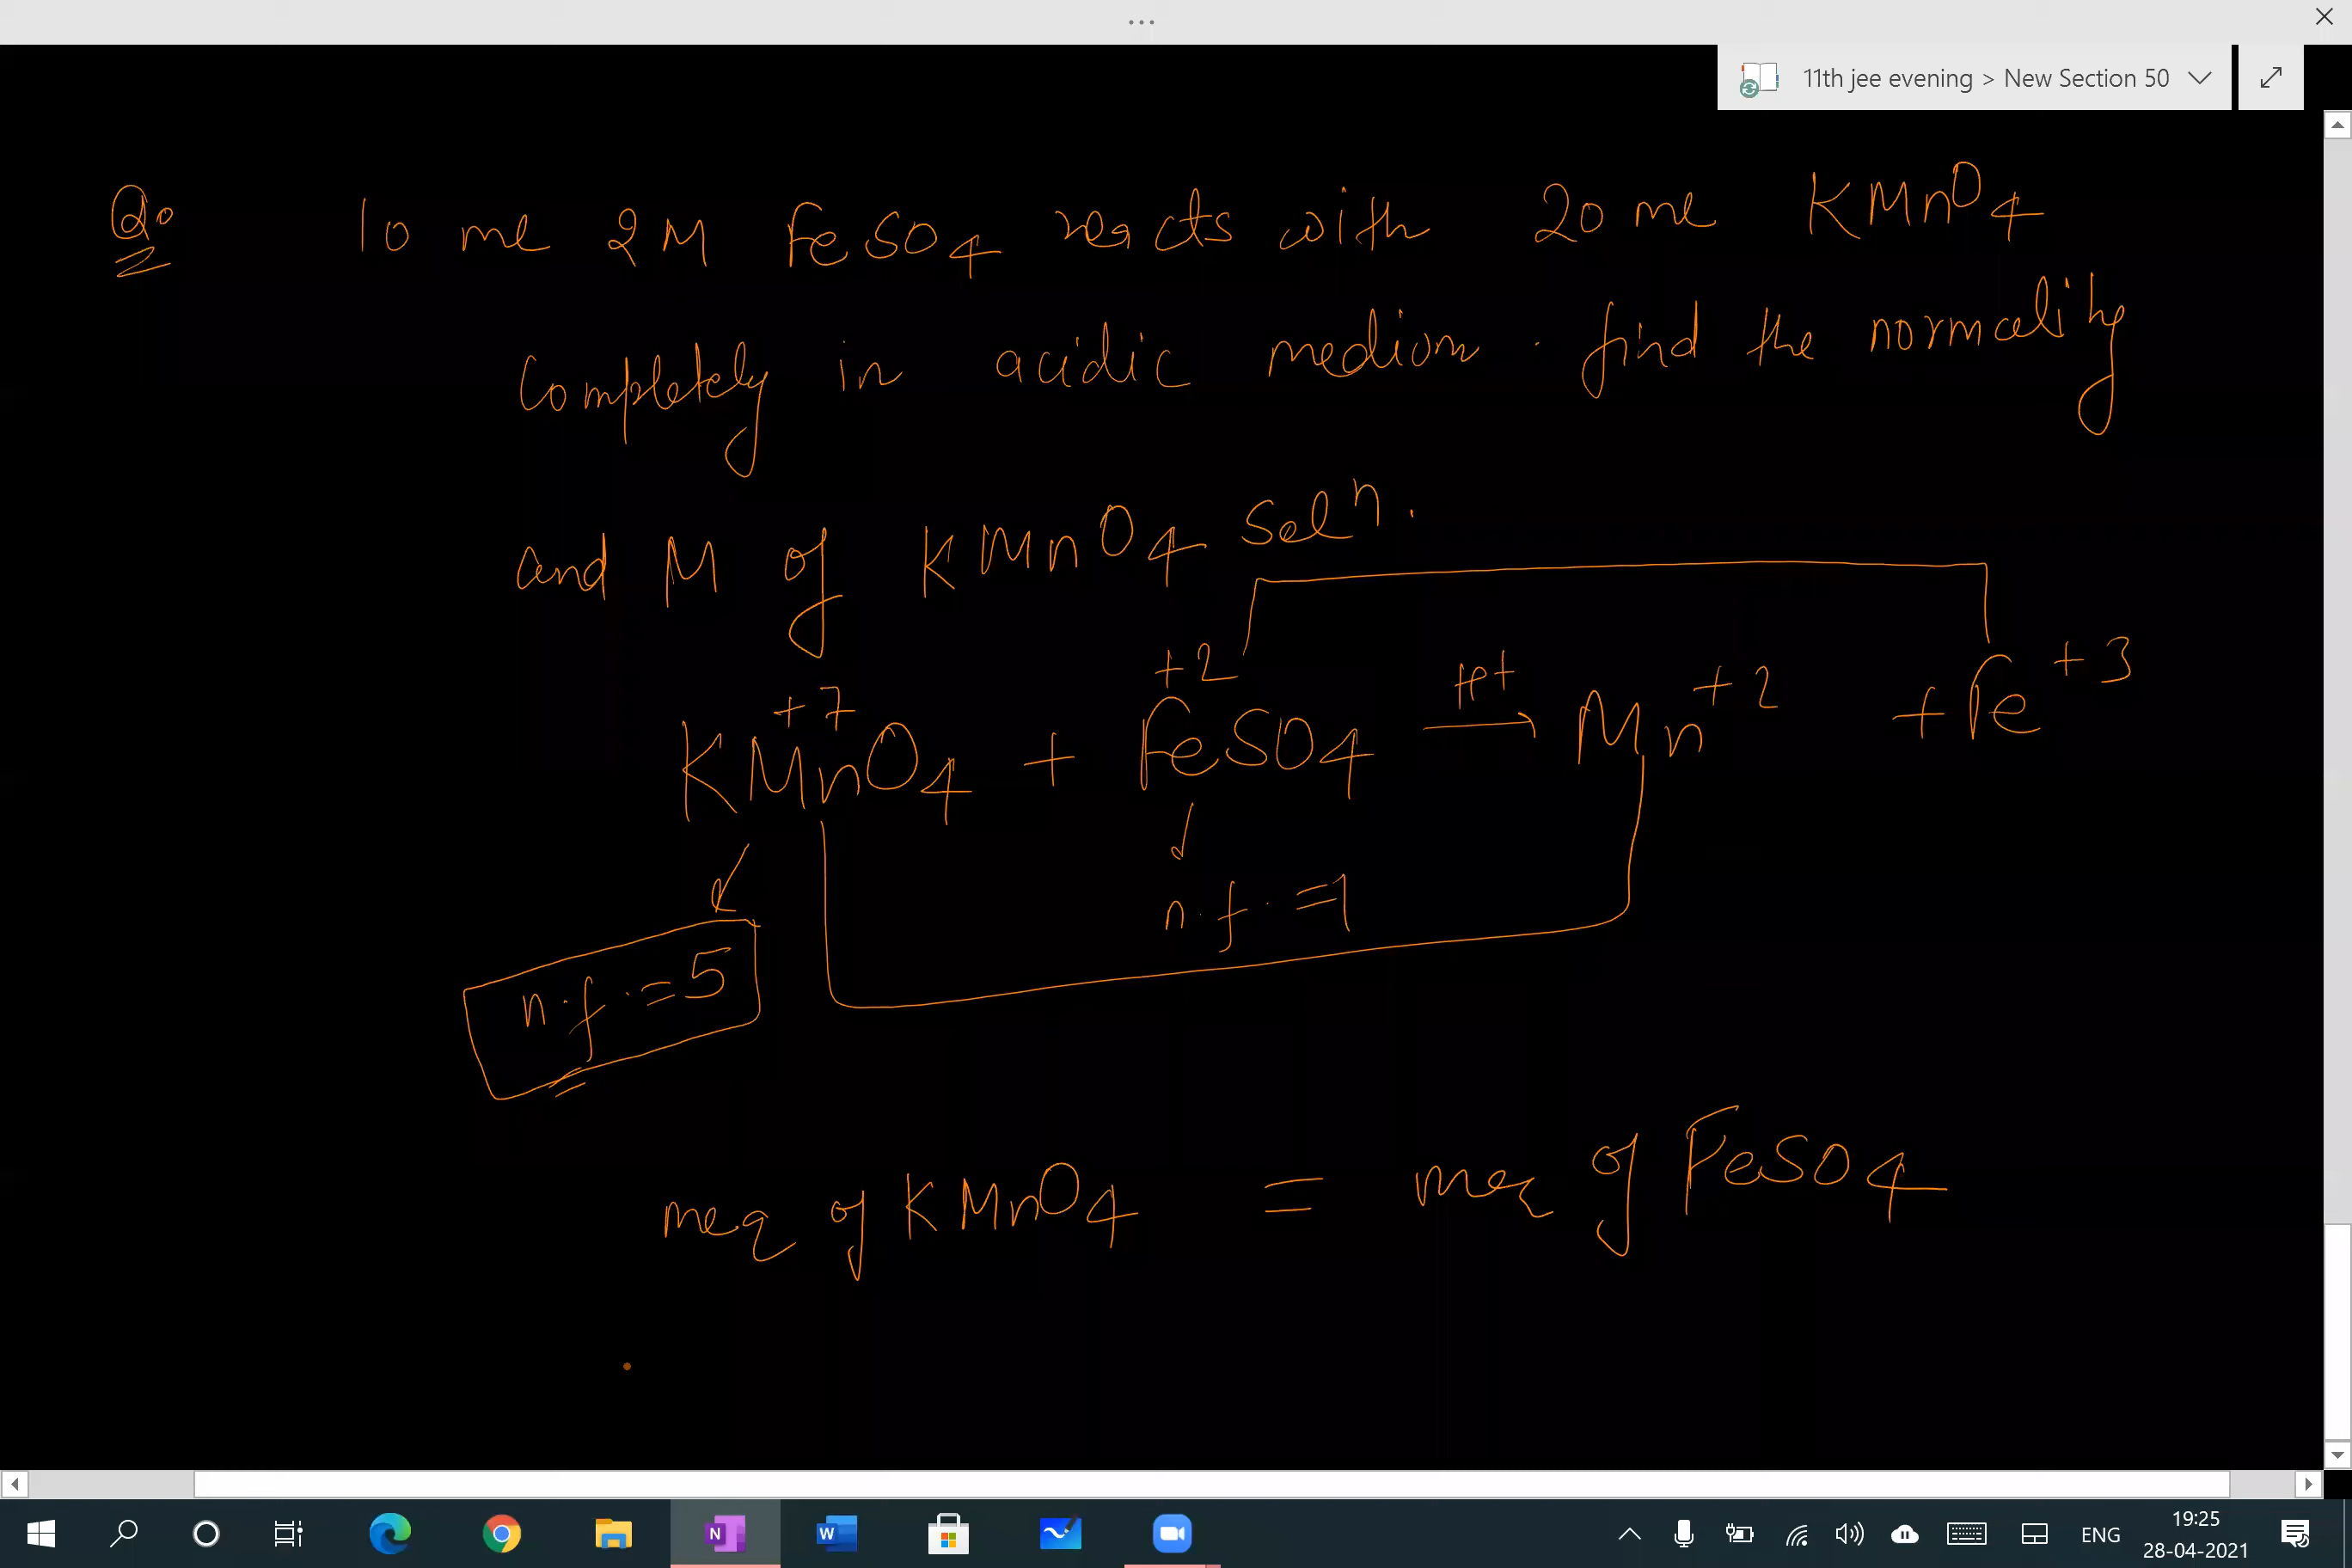 11th jee evening > New Section 50
Q. 10 ml 2M FeSO4 reacts with 20 ml KMnO4
completely in acidic medium. find the normality
and M of KMnO4 Solⁿ.
+7 +2
KMnO4 + FeSO4 H+ → Mn+2 + Fe+3
n.f. = 1
n.f. = 5
meq of KMnO4 = meq of FeSO4
ENG
19:25
28-04-2021